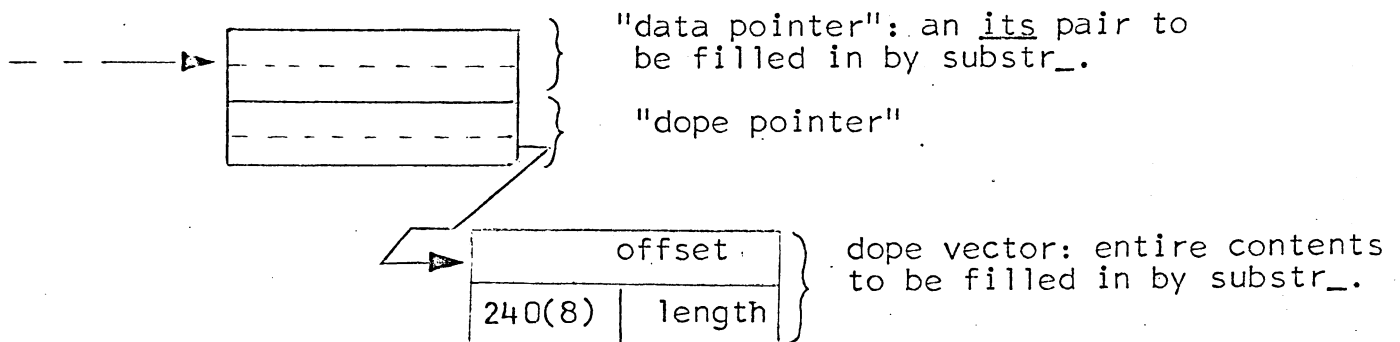 "data pointer": an its pair to
be filled in by substr_.
"dope pointer"
offset
dope vector: entire contents
to be filled in by substr_.
240(8) length